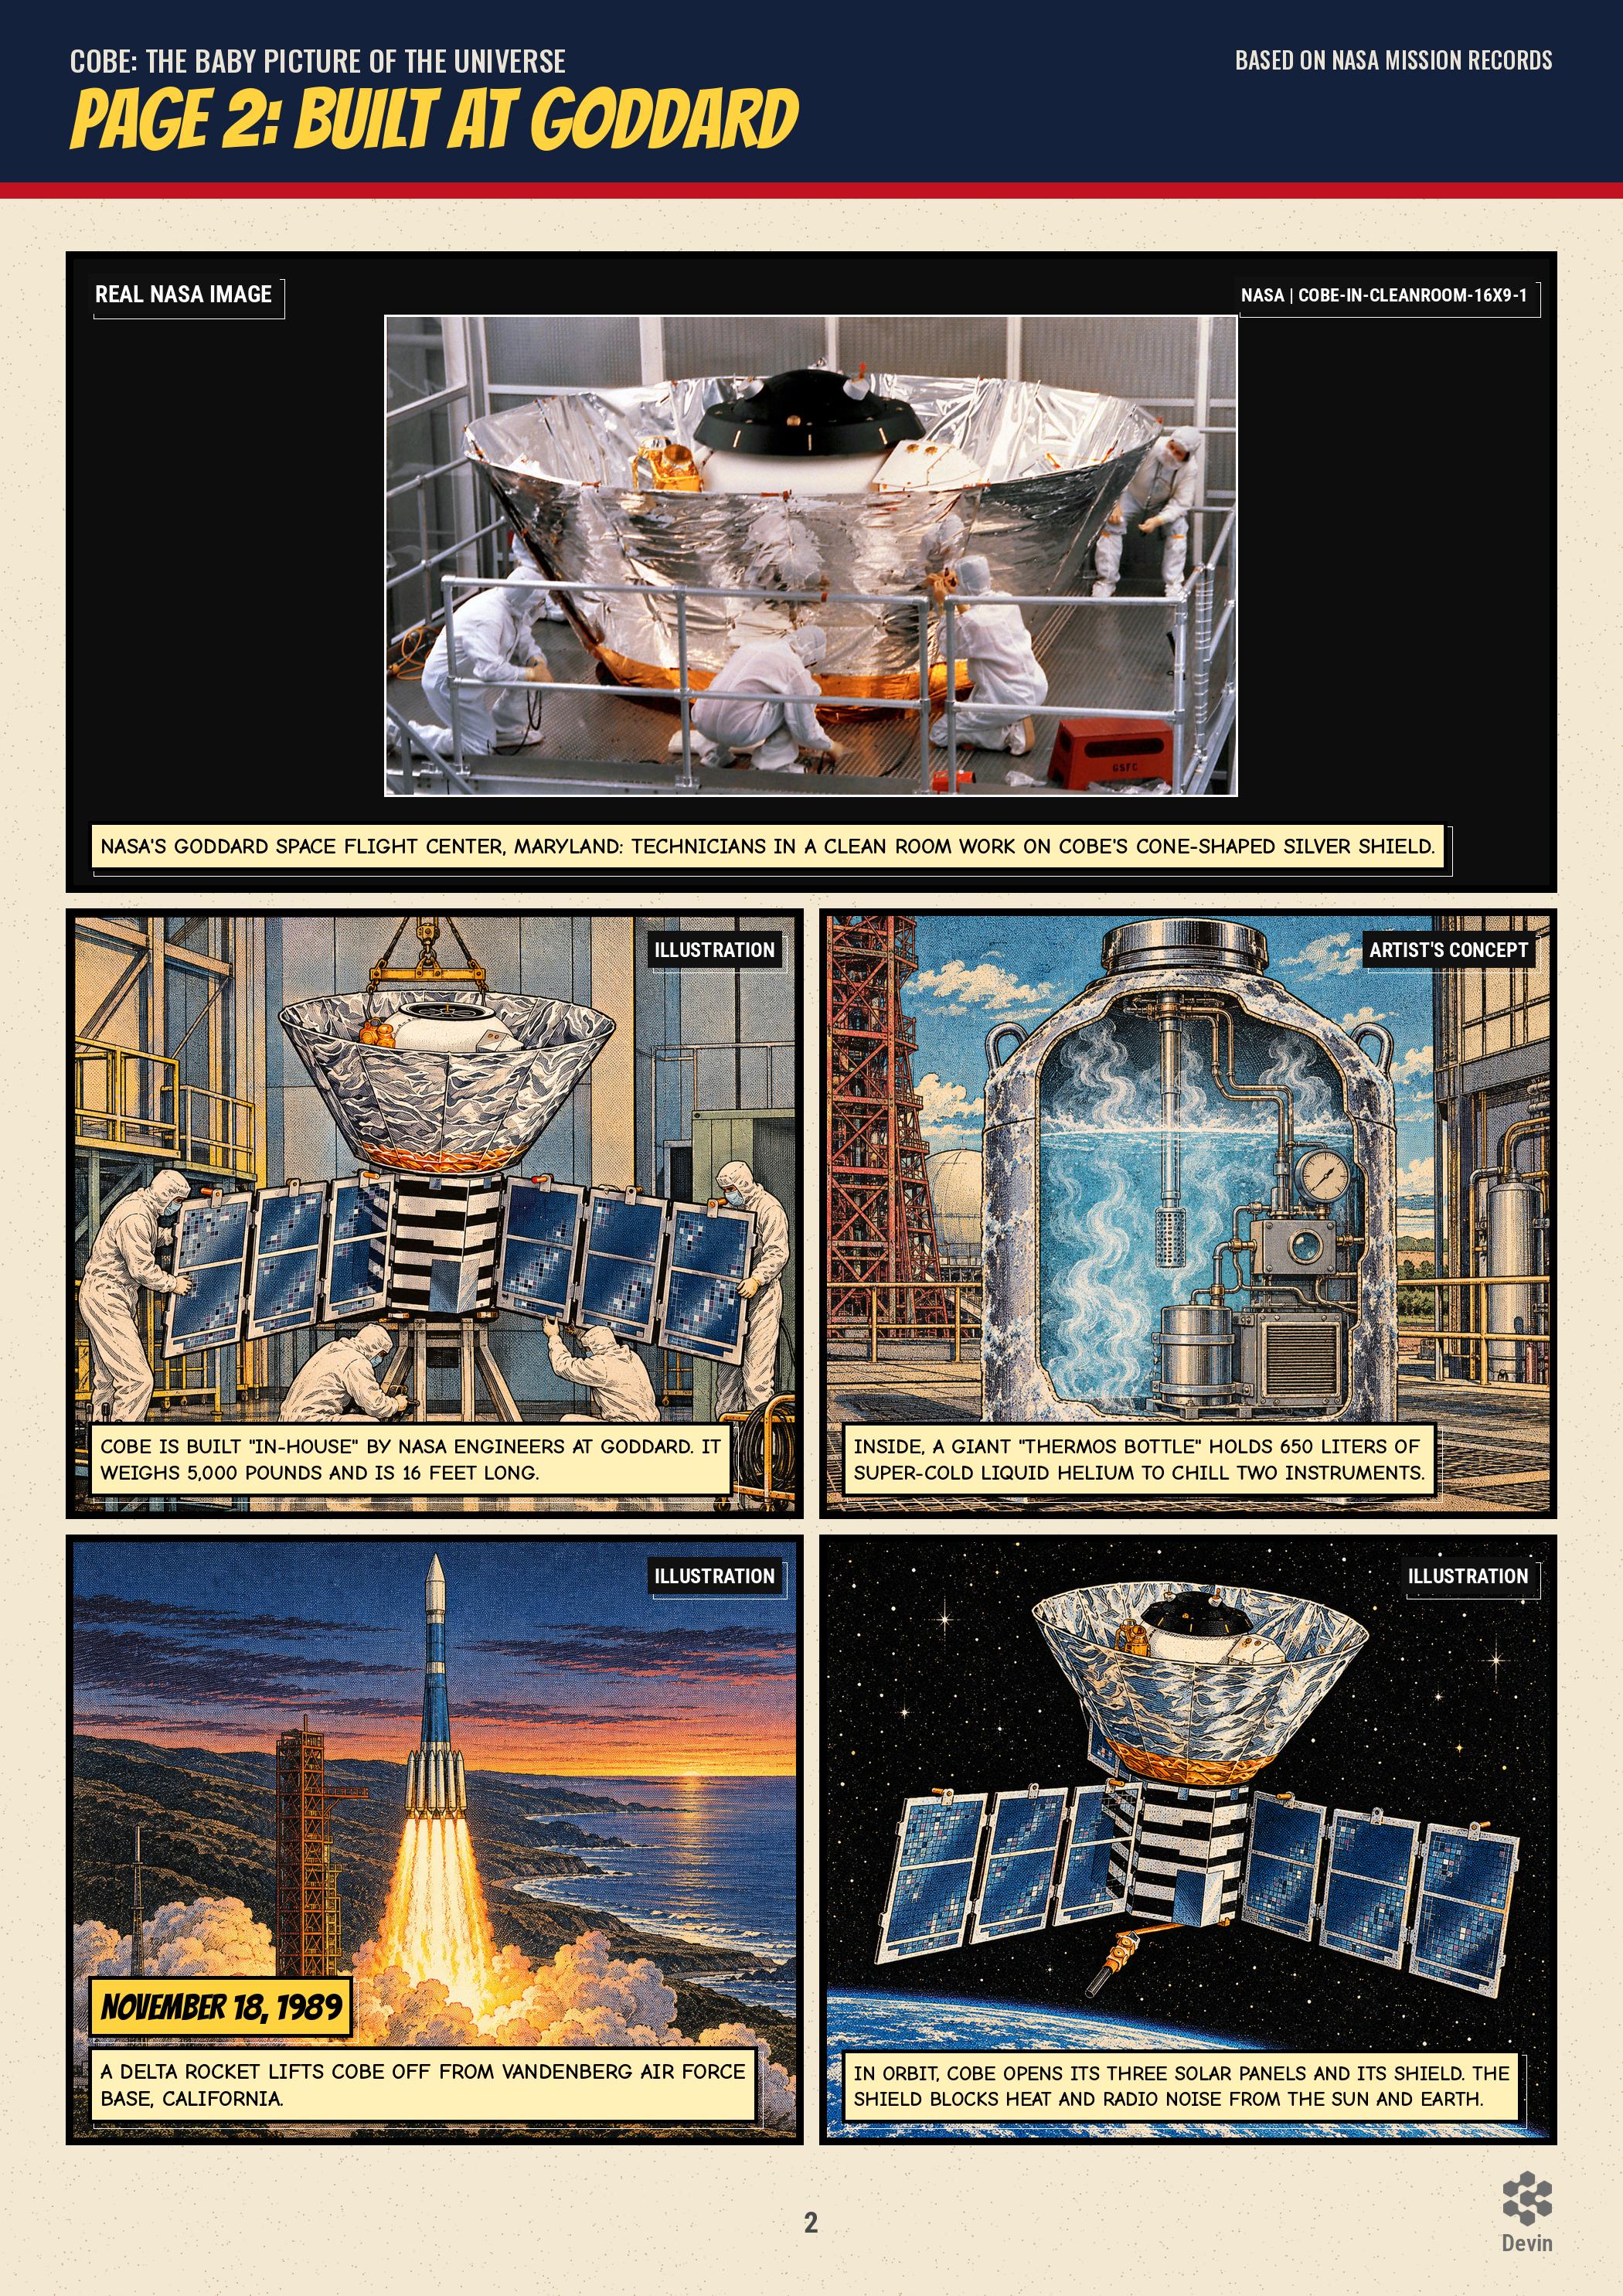 COBE: THE BABY PICTURE OF THE UNIVERSE
BASED ON NASA MISSION RECORDS
PAGE 2: BUILT AT GODDARD
REAL NASA IMAGE
NASA | COBE-IN-CLEANROOM-16X9-1
GSFC
NASA'S GODDARD SPACE FLIGHT CENTER, MARYLAND: TECHNICIANS IN A CLEAN ROOM WORK ON COBE'S CONE-SHAPED SILVER SHIELD.
ILLUSTRATION
COBE IS BUILT "IN-HOUSE" BY NASA ENGINEERS AT GODDARD. IT
WEIGHS 5,000 POUNDS AND IS 16 FEET LONG.
ARTIST'S CONCEPT
INSIDE, A GIANT "THERMOS BOTTLE" HOLDS 650 LITERS OF
SUPER-COLD LIQUID HELIUM TO CHILL TWO INSTRUMENTS.
ILLUSTRATION
NOVEMBER 18, 1989
A DELTA ROCKET LIFTS COBE OFF FROM VANDENBERG AIR FORCE
BASE, CALIFORNIA.
ILLUSTRATION
IN ORBIT, COBE OPENS ITS THREE SOLAR PANELS AND ITS SHIELD. THE
SHIELD BLOCKS HEAT AND RADIO NOISE FROM THE SUN AND EARTH.
2
Devin